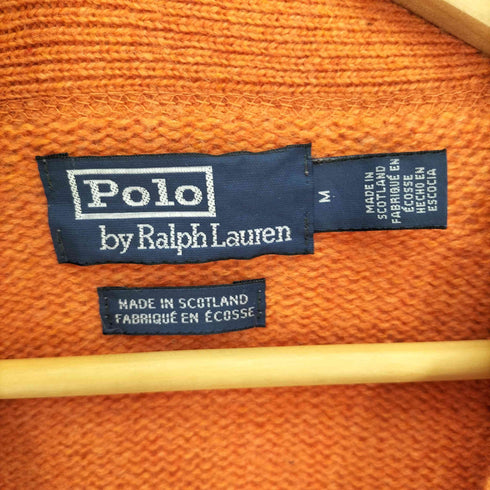 Polo
by Ralph Lauren
M
MADE IN
SCOTLAND
FABRIQUÉ EN
ÉCOSSE
HECHO EN
ESCOCIA
MADE IN SCOTLAND
FABRIQUÉ EN ÉCOSSE